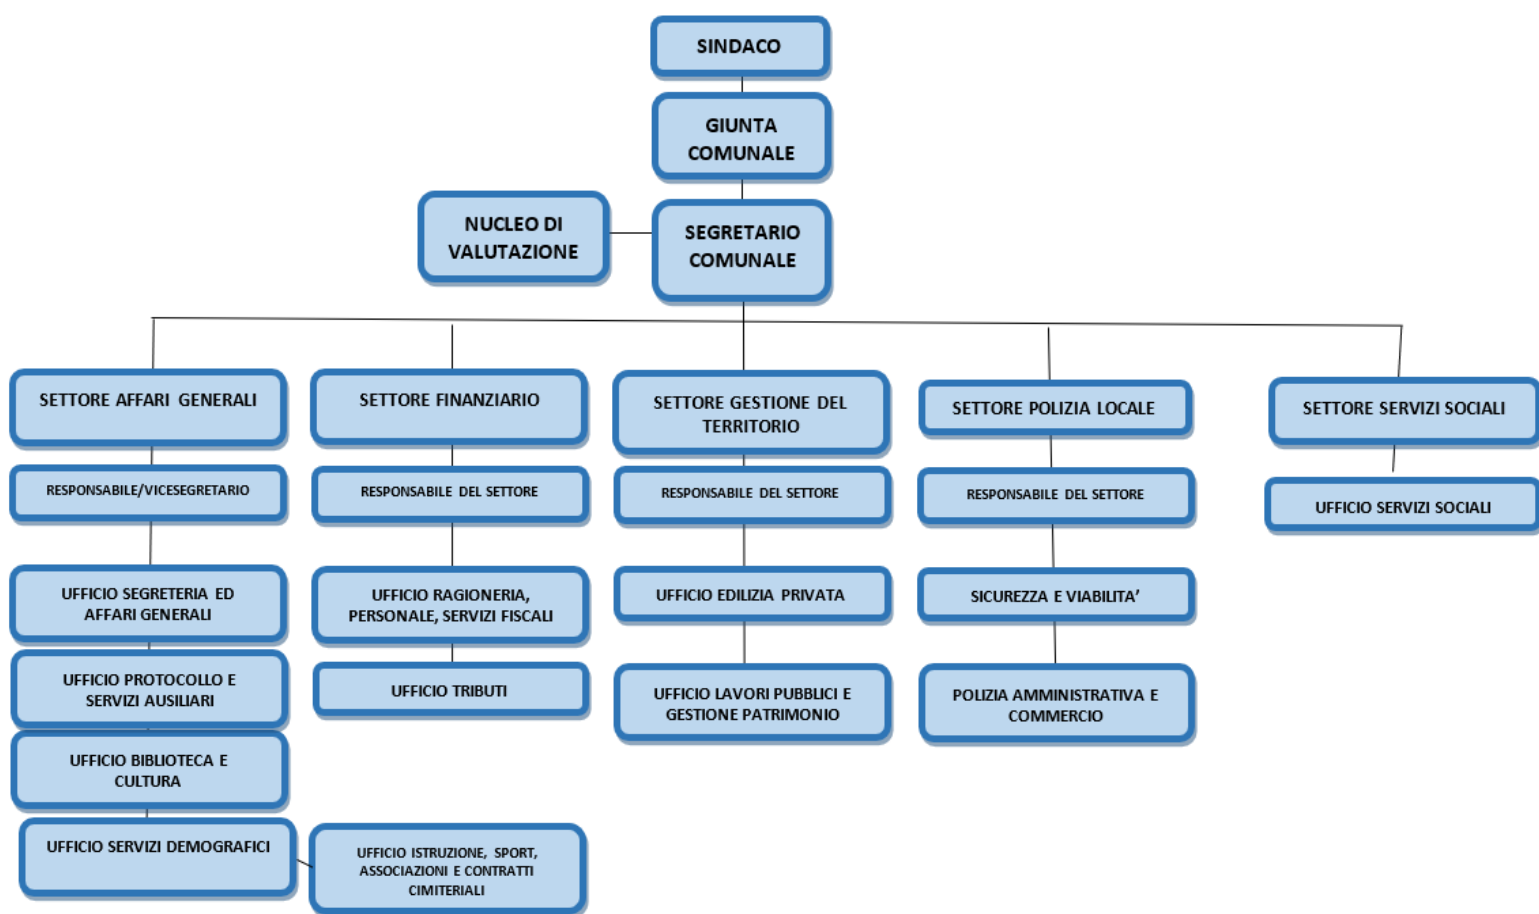 SINDACO
GIUNTA
COMUNALE
NUCLEO DI
VALUTAZIONE
SEGRETARIO
COMUNALE
SETTORE AFFARI GENERALI
SETTORE FINANZIARIO
SETTORE GESTIONE DEL
TERRITORIO
SETTORE POLIZIA LOCALE
SETTORE SERVIZI SOCIALI
RESPONSABILE/VICESEGRETARIO
RESPONSABILE DEL SETTORE
RESPONSABILE DEL SETTORE
RESPONSABILE DEL SETTORE
UFFICIO SERVIZI SOCIALI
UFFICIO SEGRETERIA ED
AFFARI GENERALI
UFFICIO RAGIONERIA,
PERSONALE, SERVIZI FISCALI
UFFICIO EDILIZIA PRIVATA
SICUREZZA E VIABILITA’
UFFICIO PROTOCOLLO E
SERVIZI AUSILIARI
UFFICIO TRIBUTI
UFFICIO LAVORI PUBBLICI E
GESTIONE PATRIMONIO
POLIZIA AMMINISTRATIVA E
COMMERCIO
UFFICIO BIBLIOTECA E
CULTURA
UFFICIO SERVIZI DEMOGRAFICI
UFFICIO ISTRUZIONE, SPORT,
ASSOCIAZIONI E CONTRATTI
CIMITERIALI